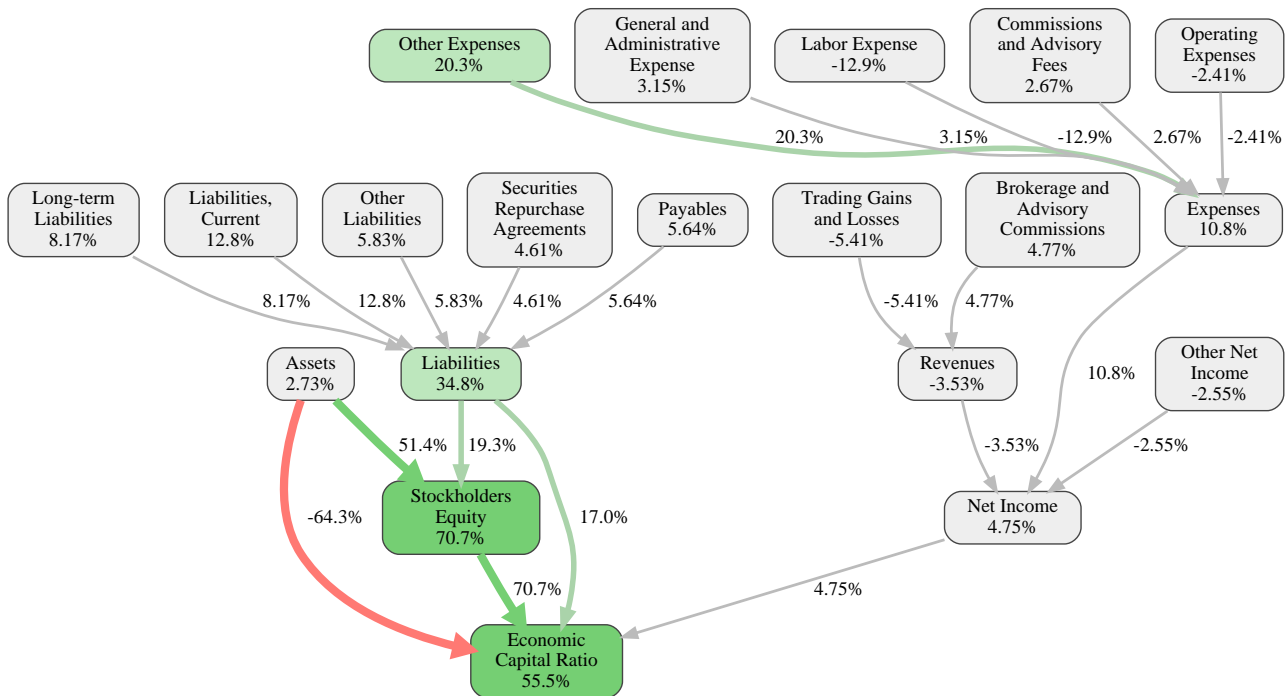 Other Expenses
20.3%
General and
Administrative
Expense
3.15%
Labor Expense
-12.9%
Commissions
and Advisory
Fees
2.67%
Operating
Expenses
-2.41%
20.3%
3.15%
-12.9%
2.67%
-2.41%
Long-term
Liabilities
8.17%
Liabilities,
Current
12.8%
Other
Liabilities
5.83%
Securities
Repurchase
Agreements
4.61%
Payables
5.64%
Trading Gains
and Losses
-5.41%
Brokerage and
Advisory
Commissions
4.77%
Expenses
10.8%
8.17%
12.8%
5.83%
4.61%
5.64%
-5.41%
4.77%
Assets
2.73%
Liabilities
34.8%
Revenues
-3.53%
10.8%
Other Net
Income
-2.55%
51.4%
19.3%
-3.53%
-2.55%
-64.3%
Stockholders
Equity
70.7%
17.0%
Net Income
4.75%
70.7%
4.75%
Economic
Capital Ratio
55.5%